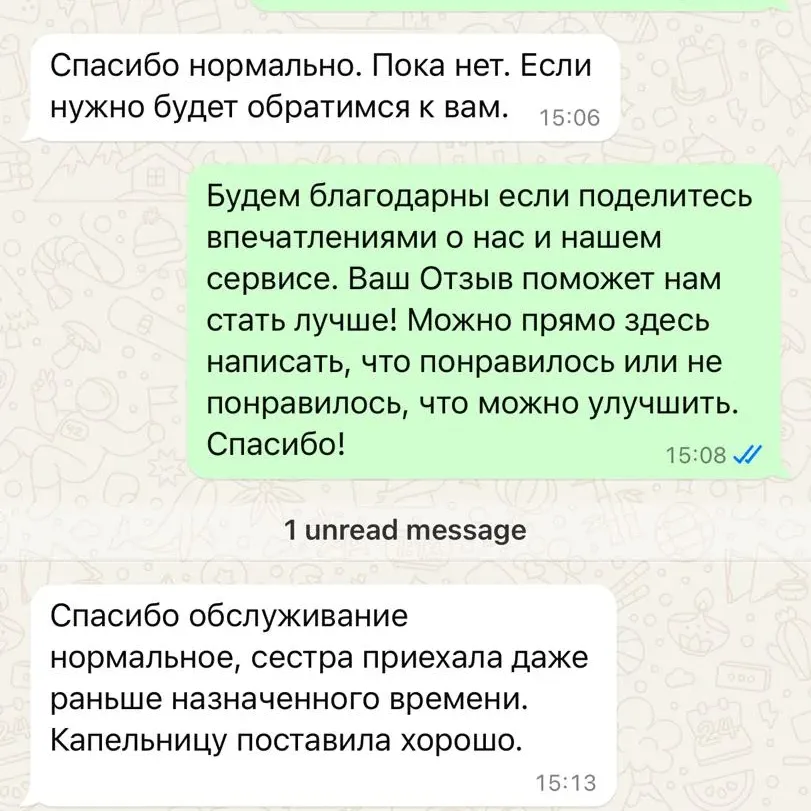 Спасибо нормально. Пока нет. Если
нужно будет обратимся к вам.
15:06
Будем благодарны если поделитесь
впечатлениями о нас и нашем
сервисе. Ваш Отзыв поможет нам
стать лучше! Можно прямо здесь
написать, что понравилось или не
понравилось, что можно улучшить.
Спасибо!
15:08
1 unread message
Спасибо обслуживание
нормальное, сестра приехала даже
раньше назначенного времени.
Капельницу поставила хорошо.
15:13